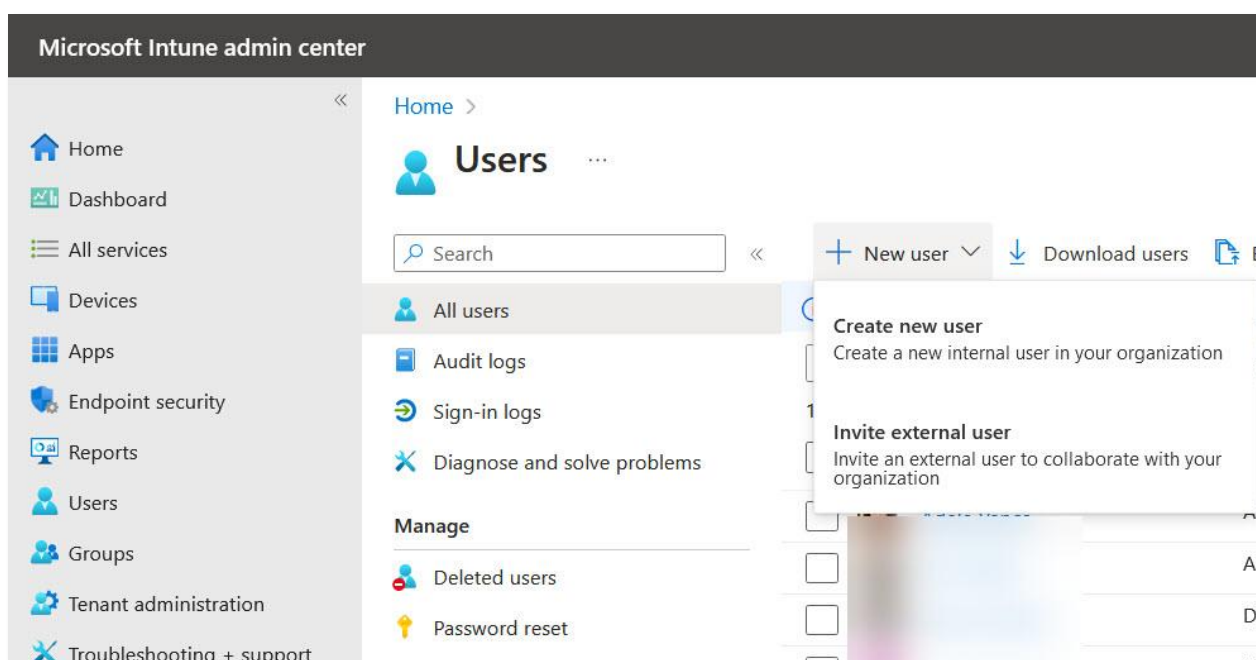 Microsoft Intune admin center
«
Home
Dashboard
All services
Devices
Apps
Endpoint security
Reports
Users
Groups
Tenant administration
Troubleshooting + support
Home >
Users ...
Search «
All users
Audit logs
Sign-in logs
Diagnose and solve problems
Manage
Deleted users
Password reset
+ New user Download users
Create new user
Create a new internal user in your organization
Invite external user
Invite an external user to collaborate with your
organization
A
A
D